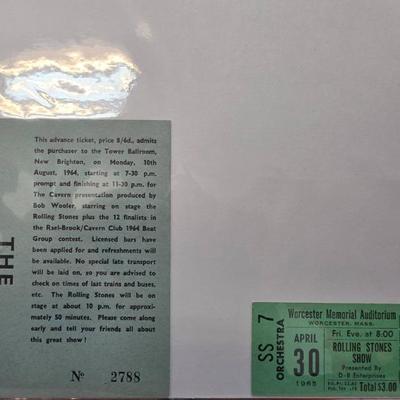 This advance ticket, price 8/6d., admits
the purchaser to the Tower Ballroom,
New Brighton, on Monday, 10th
August, 1964, starting at 7-30 p.m.
prompt and finishing at 11-30 p.m. for
The Cavern presentation produced by
Bob Wooler, starring on stage the
Rolling Stones plus the 12 finalists in
the Rael-Brook/Cavern Club 1964 Beat
Group contest. Licensed bars have
been applied for and refreshments will
be available. No special late transport
will be laid on, so you are advised to
check on times of last trains and buses,
etc. The Rolling Stones will be on
stage at about 10 p.m. for approxi-
mately 50 minutes. Please come along
early and tell your friends all about
this great show!
Nº 2788
THE
SS 7
ORCHESTRA
APRIL
30
1965
Worcester Memorial Auditorium
WORCESTER, MASS.
Fri. Eve. at 8:00
ROLLING STONES
SHOW
Presented By
D-B Enterprises
Total $3.00